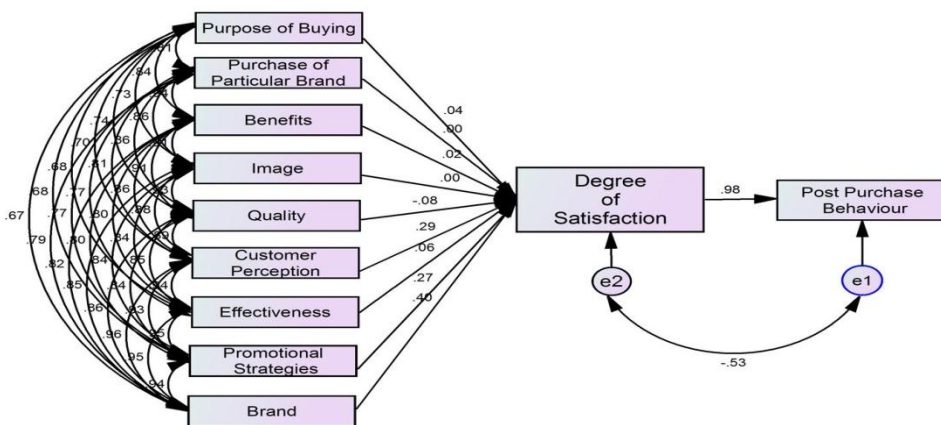 Purpose of Buying
Purchase of
Particular Brand
Benefits
Image
Quality
Customer
Perception
Effectiveness
Promotional
Strategies
Brand
.04
.00
.02
.00
-.08
.29
.06
.27
.40
Degree
of
Satisfaction
.98
Post Purchase
Behaviour
e2
e1
-.53
.84
.73
.86
.74
.70
.91
.68
.81
.86
.68
.77
.88
.67
.77
.80
.79
.80
.84
.85
.82
.84
.85
.84
.86
.96
.95
.94